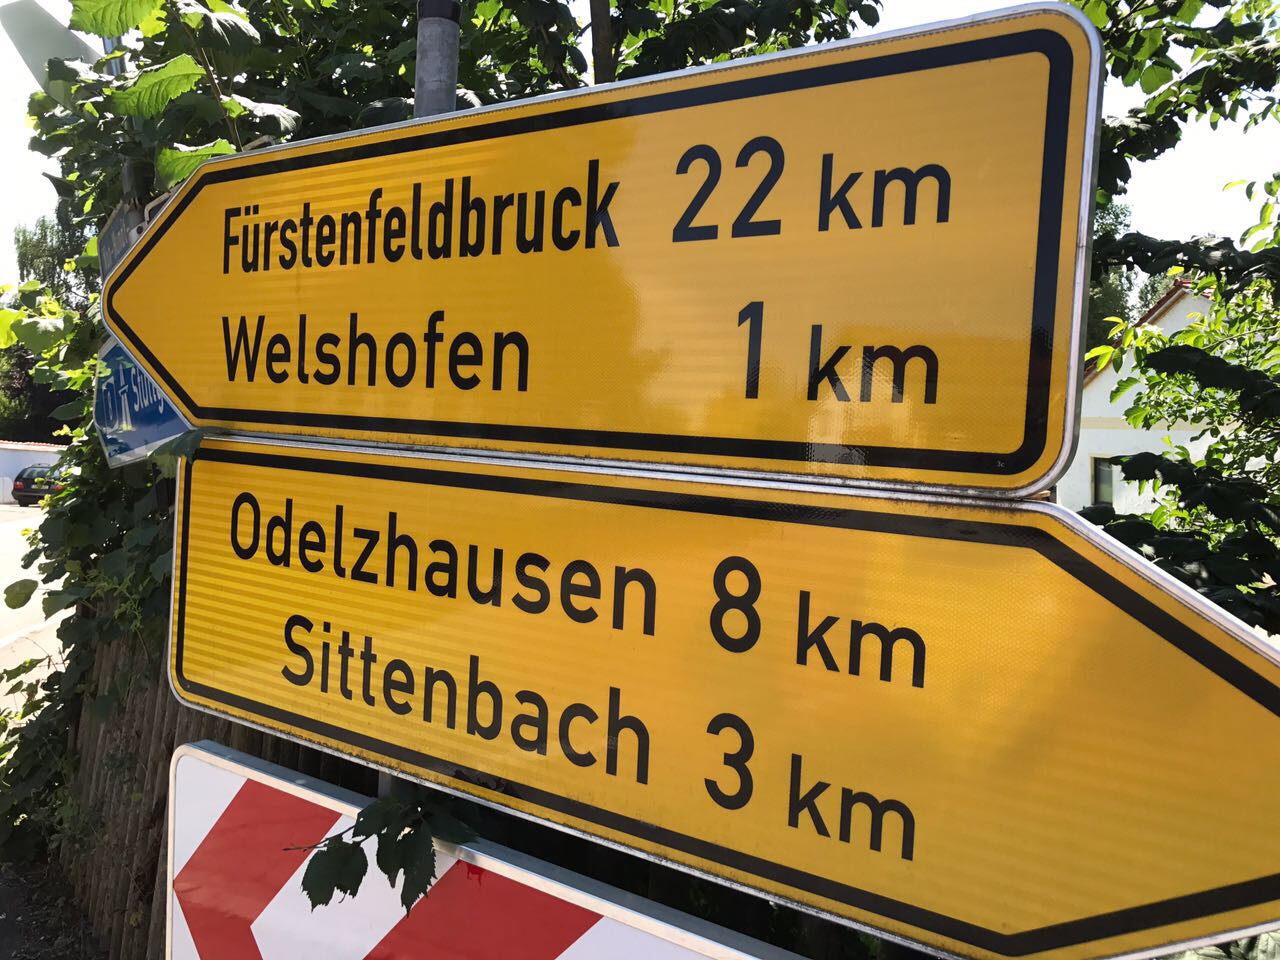 Fürstenfeldbruck 22 km
Welshofen 1 km
Odelzhausen 8 km
Sittenbach 3 km